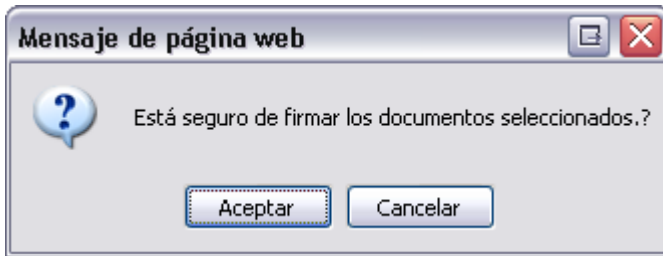 Mensaje de página web
Está seguro de firmar los documentos seleccionados.?
Aceptar
Cancelar